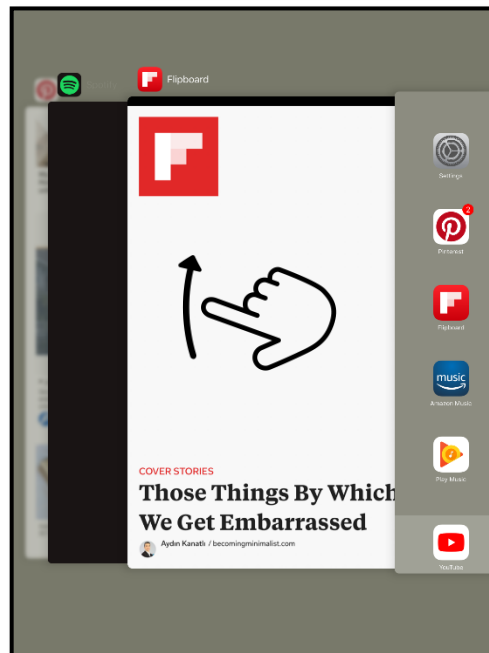 Flipboard
Settings
2
Pinterest
Flipboard
music
Amazon Music
Play Music
COVER STORIES
Those Things By Which
We Get Embarrassed
Aydın Kanatlı / becomingminimalist.com
YouTube